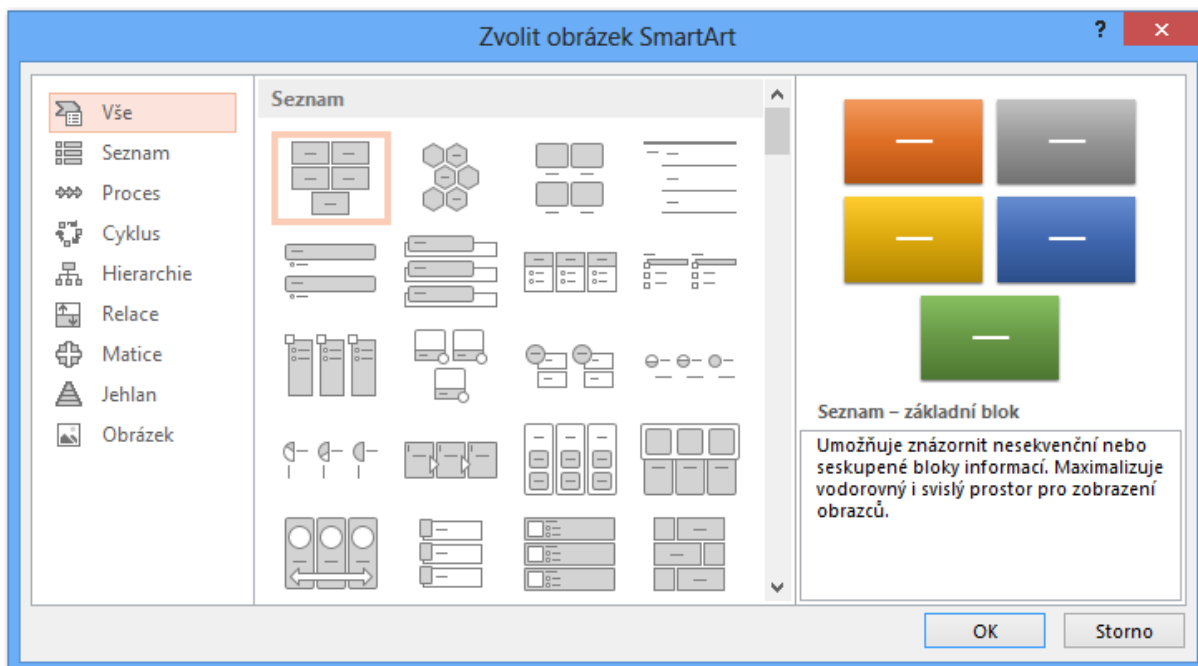 Zvolit obrázek SmartArt
?
Vše
Seznam
Proces
Cyklus
Hierarchie
Relace
Matice
Jehlan
Obrázek
Seznam
Seznam – základní blok
Umožňuje znázornit nesekvenční nebo
seskupené bloky informací. Maximalizuje
vodorovný i svislý prostor pro zobrazení
obrazců.
OK
Storno